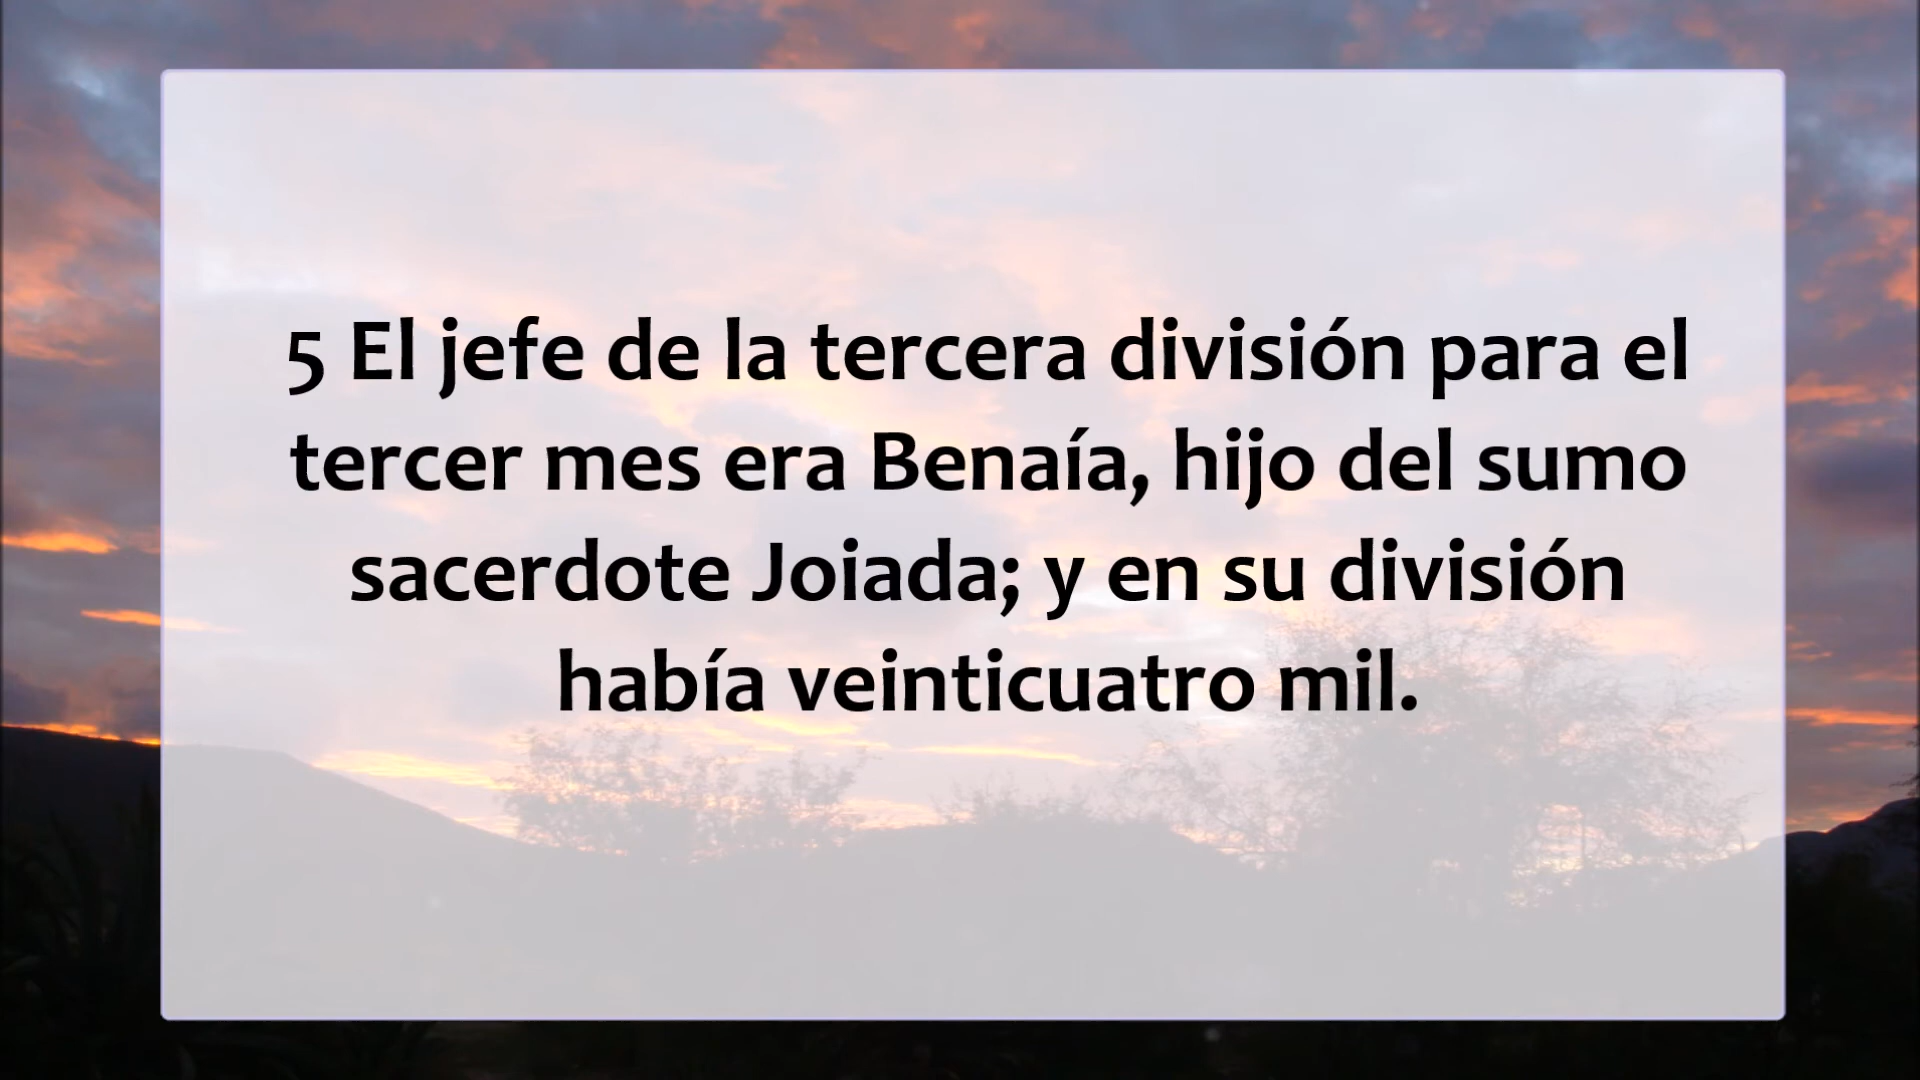 5 El jefe de la tercera división para el
tercer mes era Benaía, hijo del sumo
sacerdote Joiada; y en su división
había veinticuatro mil.